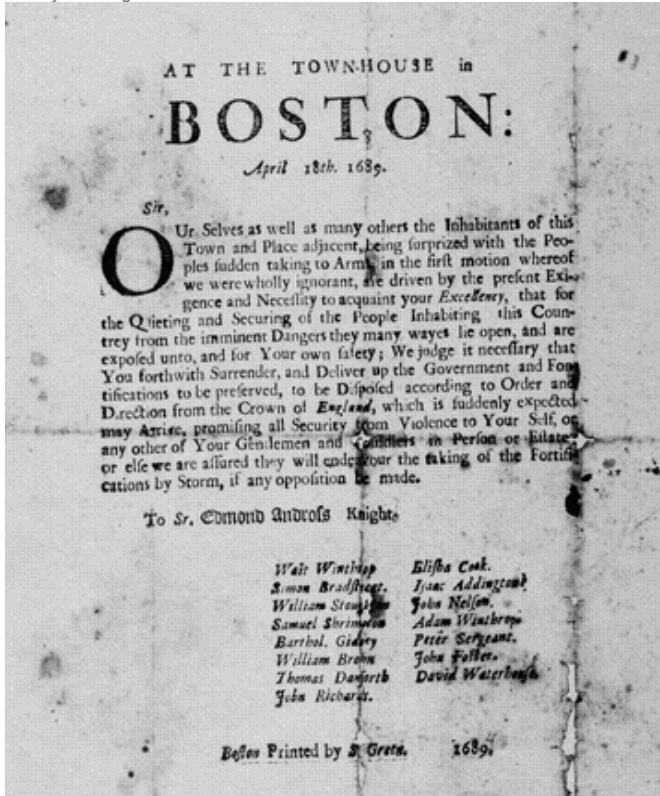 AT THE TOWN-HOUSE in
BOSTON:
April 18th. 1689.
Sir,
OUr Selves as well as many others the Inhabitants of this
Town and Place adjacent, being ſurprized with the Peo-
ples ſudden taking to Arms, in the firſt motion whereof
we were wholly ignorant, are driven by the preſent Exi-
gence and Neceſſity to acquaint your Excellency, that for
the Quieting and Securing of the People Inhabiting this Coun-
trey from the imminent Dangers they many wayes lie open, and are
expoſed unto, and for Your own ſafety; We judge it neceſſary that
You forthwith Surrender, and Deliver up the Government and For-
tifications to be preſerved, to be Diſpoſed according to Order and
Direction from the Crown of England, which is ſuddenly expected
may Arrive, promiſing all Security from Violence to Your Self, or
any other of Your Gentlemen and Souldiers in Perſon or Eſtate:
or elſe we are aſſured they will endeavour the taking of the Fortifi-
cations by Storm, if any oppoſition be made.
To Sr. Edmond Androſs Knight.
Wait Winthrop Eliſha Cook.
Simon Bradſtreet. Iſaac Addington
William Stoughton John Nelſon.
Samuel Shrimpton Adam Winthrop
Barthol. Gidney Peter Sergeant.
William Brown John Foſter.
Thomas Danforth David Waterhouſe
John Richards.
Boſton Printed by S. Green. 1689.